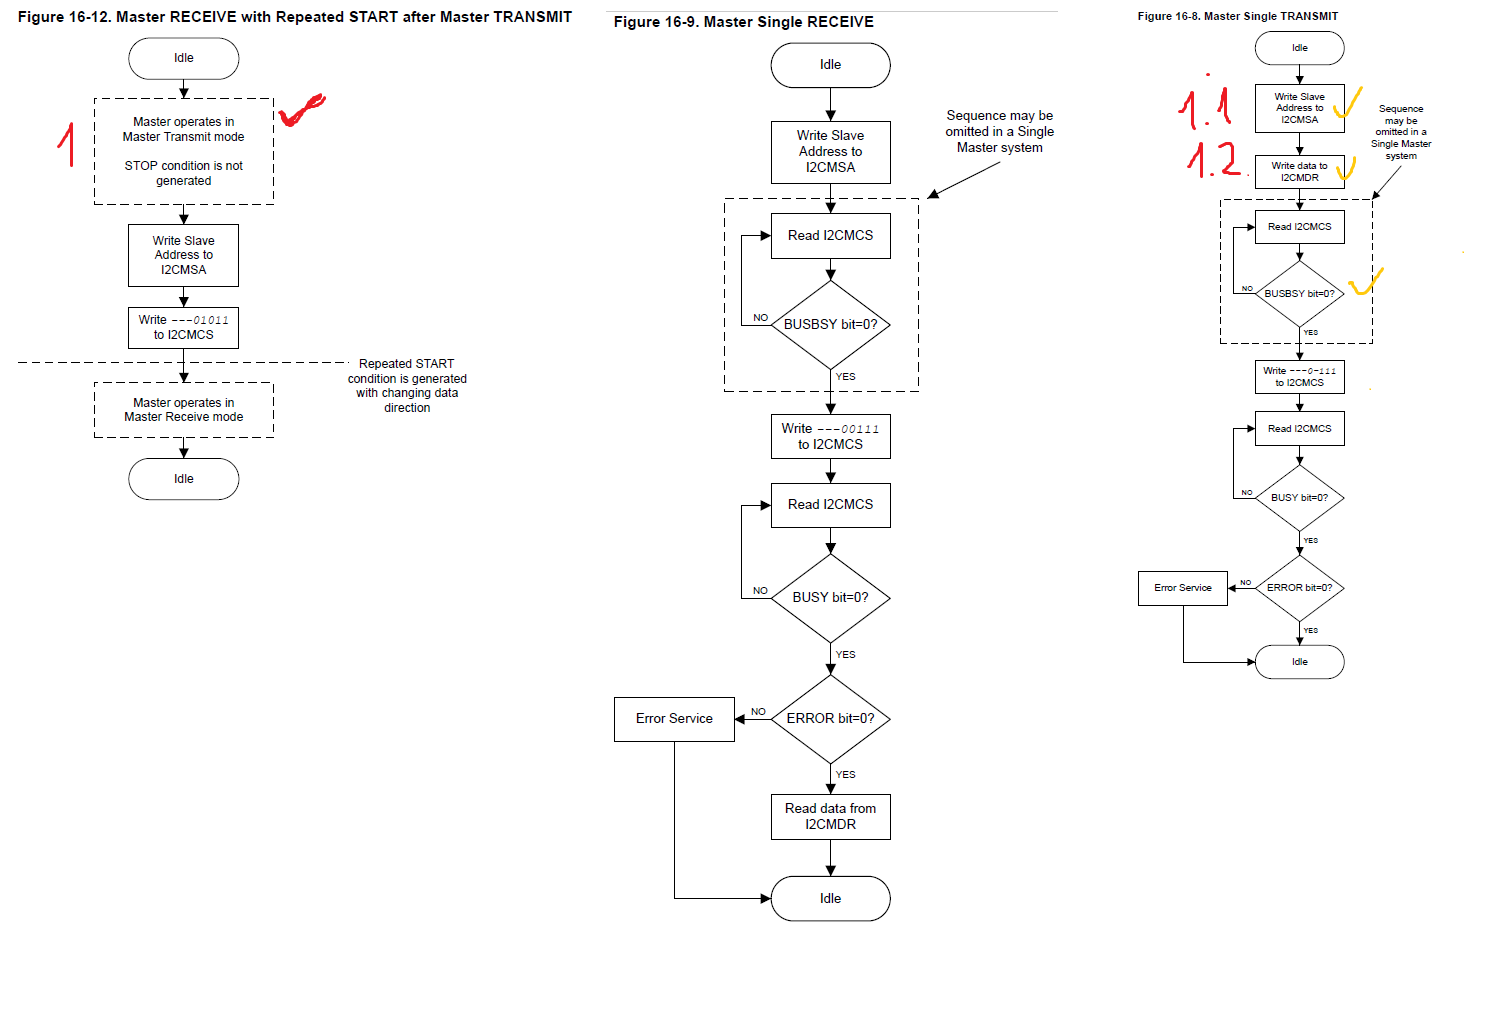 Figure 16-12. Master RECEIVE with Repeated START after Master TRANSMIT
Idle
1
Master operates in
Master Transmit mode
STOP condition is not
generated
Write Slave
Address to
I2CMSA
Write ---01011
to I2CMCS
Repeated START
condition is generated
with changing data
direction
Master operates in
Master Receive mode
Idle
Figure 16-9. Master Single RECEIVE
Idle
Write Slave
Address to
I2CMSA
Sequence may be
omitted in a Single
Master system
Read I2CMCS
NO
BUSBSY bit=0?
YES
Write ---00111
to I2CMCS
Read I2CMCS
NO
BUSY bit=0?
YES
Error Service
NO
ERROR bit=0?
YES
Read data from
I2CMDR
Idle
Figure 16-8. Master Single TRANSMIT
Idle
1.1
Write Slave
Address to
I2CMSA
1.2.
Write data to
I2CMDR
Sequence
may be
omitted in a
Single Master
system
Read I2CMCS
NO
BUSBSY bit=0?
YES
Write ---0-111
to I2CMCS
Read I2CMCS
NO
BUSY bit=0?
YES
Error Service
NO
ERROR bit=0?
YES
Idle